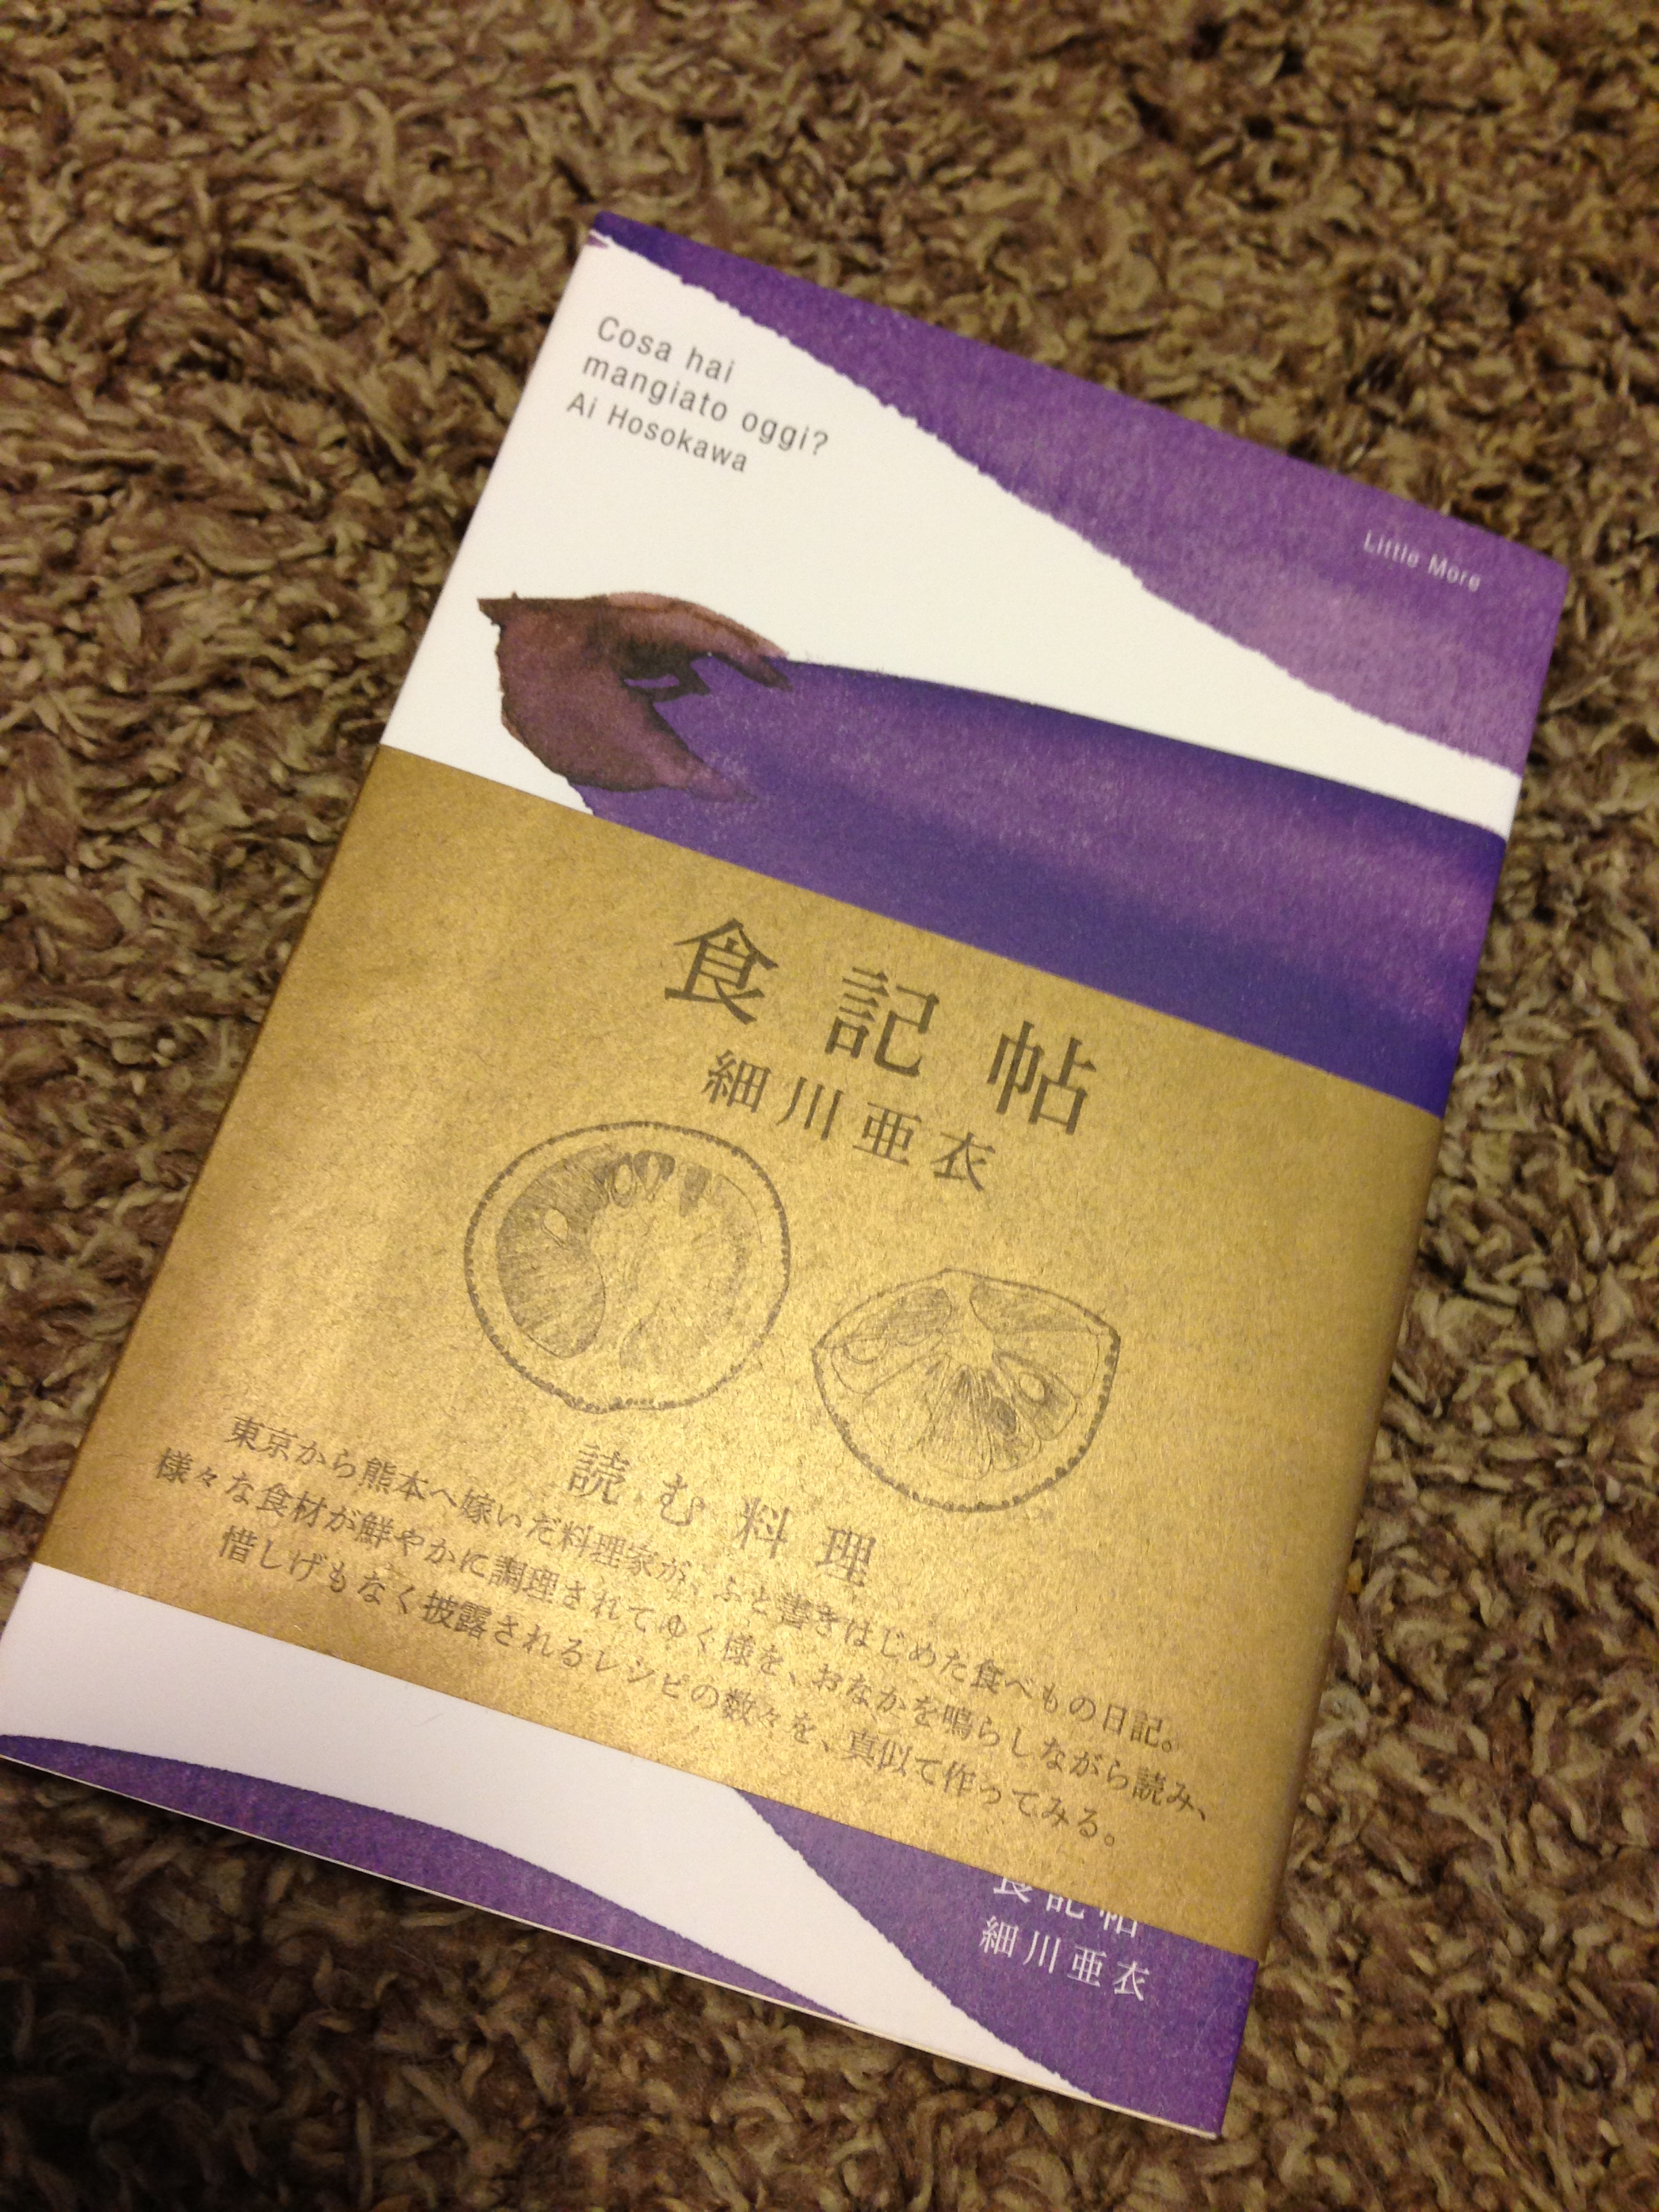 Cosa hai
mangiato oggi?
Ai Hosokawa
Little More
食記帖
細川亜衣
読む料理
東京から熊本へ嫁いだ料理家が、ふと書きはじめた食べもの日記。
様々な食材が鮮やかに調理されてゆく様を、おなかを鳴らしながら読み、
惜しげもなく披露されるレシピの数々を、真似て作ってみる。
食記帖
細川亜衣